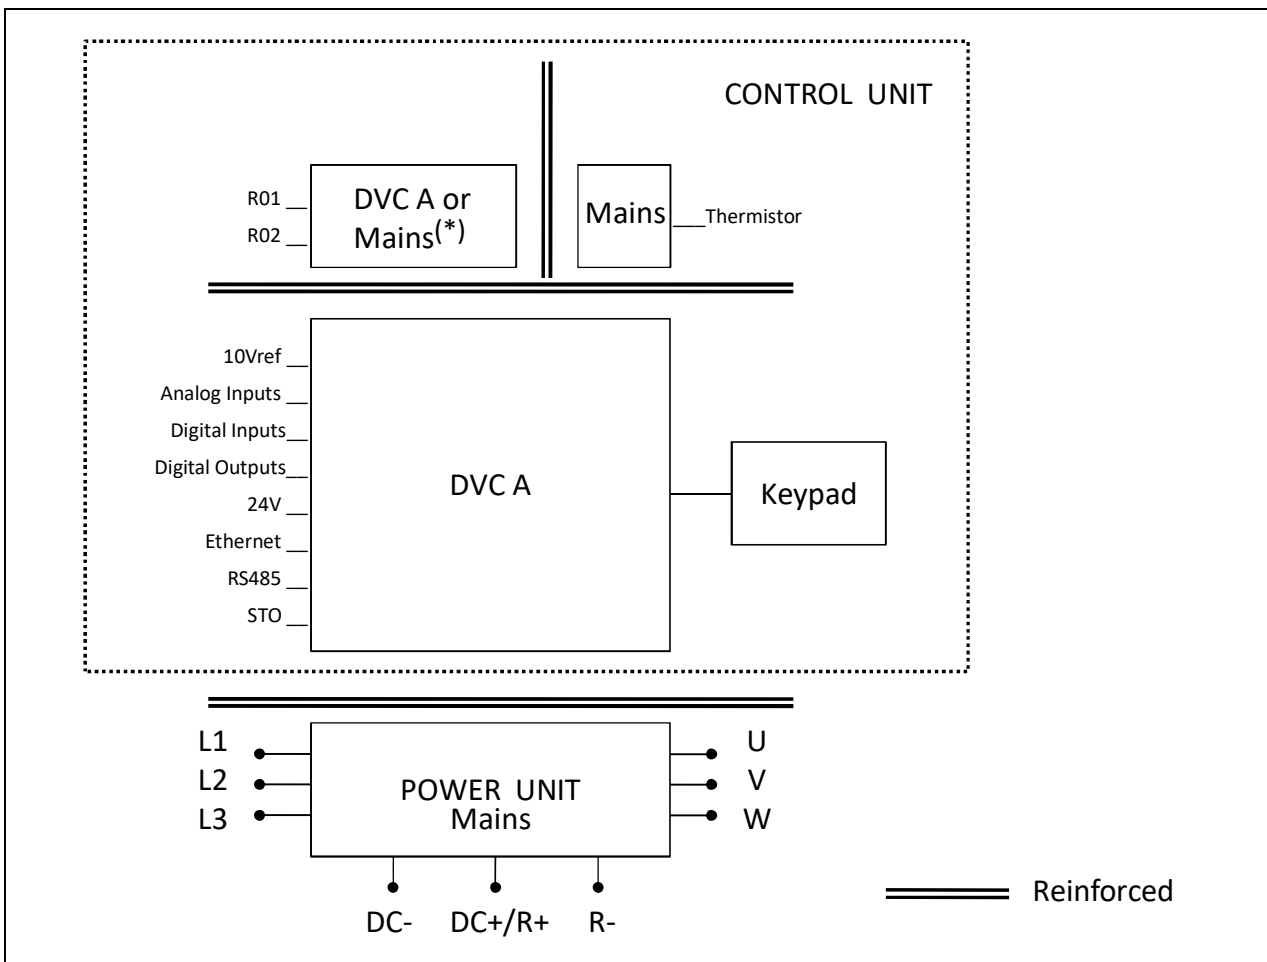 CONTROL UNIT
R01
R02
DVC A or
Mains(*)
Mains
Thermistor
10Vref
Analog Inputs
Digital Inputs
Digital Outputs
24V
Ethernet
RS485
STO
DVC A
Keypad
L1
L2
L3
POWER UNIT
Mains
U
V
W
DC-
DC+/R+
R-
Reinforced